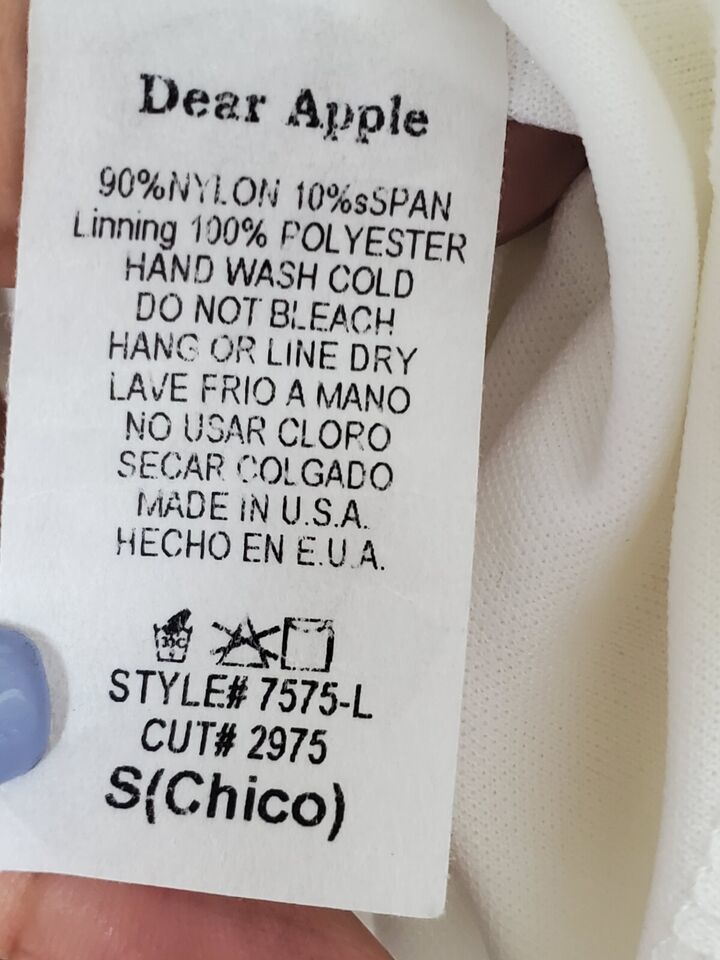 Dear Apple
90%NYLON 10%sSPAN
Linning 100% POLYESTER
HAND WASH COLD
DO NOT BLEACH
HANG OR LINE DRY
LAVE FRIO A MANO
NO USAR CLORO
SECAR COLGADO
MADE IN U.S.A.
HECHO EN E.U.A.
30C
STYLE# 7575-L
CUT# 2975
S(Chico)